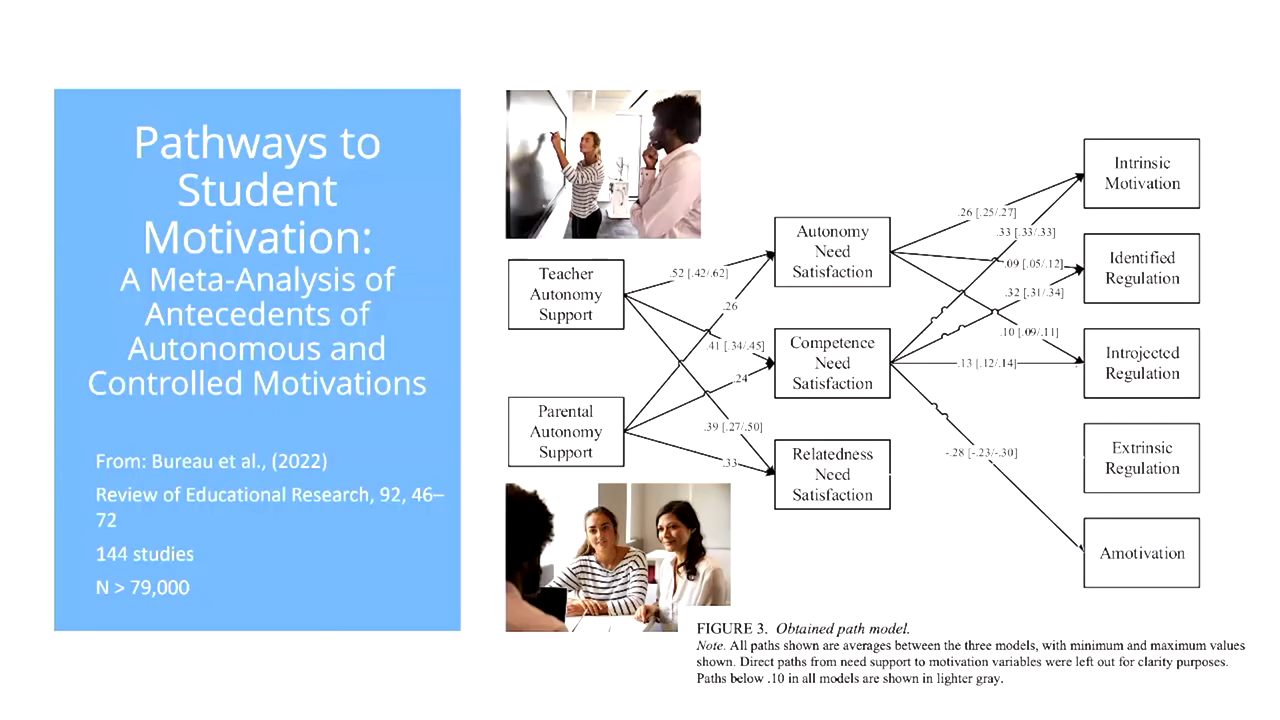 Pathways to
Student
Motivation:
A Meta-Analysis of
Antecedents of
Autonomous and
Controlled Motivations
From: Bureau et al., (2022)
Review of Educational Research, 92, 46–
72
144 studies
N > 79,000
Teacher
Autonomy
Support
Parental
Autonomy
Support
.52 [.42/.62]
.26
.41 [.34/.45]
.24
.39 [.27/.50]
.33
Autonomy
Need
Satisfaction
Competence
Need
Satisfaction
Relatedness
Need
Satisfaction
.26 [.25/.27]
.33 [.33/.33]
.09 [.05/.12]
.32 [.31/.34]
.10 [.09/.11]
.13 [.12/.14]
-.28 [-.23/-.30]
Intrinsic
Motivation
Identified
Regulation
Introjected
Regulation
Extrinsic
Regulation
Amotivation
FIGURE 3. Obtained path model.
Note. All paths shown are averages between the three models, with minimum and maximum values
shown. Direct paths from need support to motivation variables were left out for clarity purposes.
Paths below .10 in all models are shown in lighter gray.